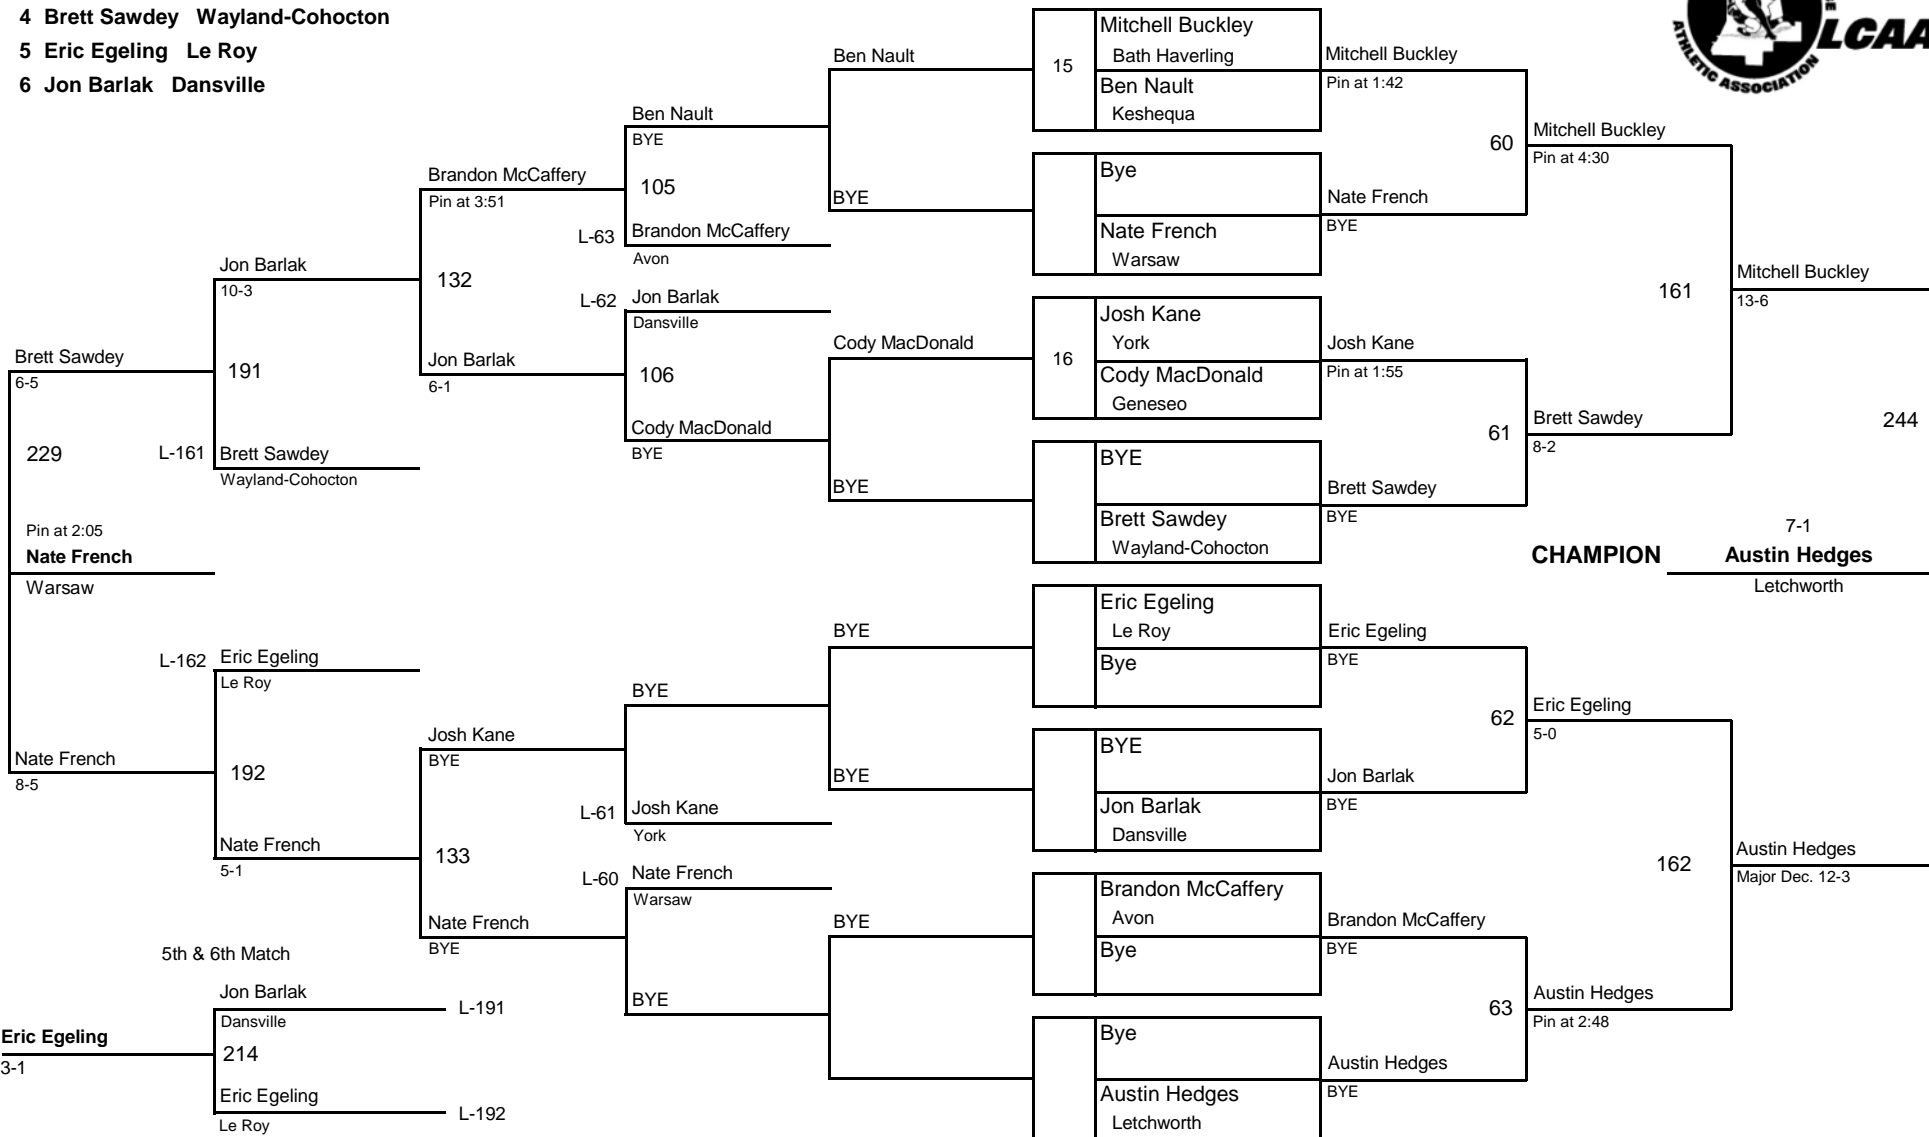 4 Brett Sawdey Wayland-Cohocton
5 Eric Egeling Le Roy
6 Jon Barlak Dansville
ATHLETIC ASSOCIATION
LCAA
Mitchell Buckley
Bath Haverling
15
Ben Nault
Keshequa
Ben Nault
Mitchell Buckley
Pin at 1:42
Ben Nault
BYE
105
Brandon McCaffery
Pin at 3:51
L-63
Brandon McCaffery
Avon
BYE
Bye
Nate French
Warsaw
Nate French
BYE
60
Mitchell Buckley
Pin at 4:30
Jon Barlak
10-3
132
L-62
Jon Barlak
Dansville
Josh Kane
York
16
Cody MacDonald
Geneseo
Cody MacDonald
Josh Kane
Pin at 1:55
161
Mitchell Buckley
13-6
Brett Sawdey
6-5
191
Jon Barlak
6-1
106
Cody MacDonald
BYE
61
Brett Sawdey
8-2
244
229
L-161
Brett Sawdey
Wayland-Cohocton
BYE
BYE
Brett Sawdey
Wayland-Cohocton
Brett Sawdey
BYE
Pin at 2:05
Nate French
Warsaw
7-1
CHAMPION
Austin Hedges
Letchworth
L-162
Eric Egeling
Le Roy
BYE
Eric Egeling
Le Roy
Bye
Eric Egeling
BYE
BYE
Josh Kane
BYE
62
Eric Egeling
5-0
Nate French
8-5
192
BYE
BYE
Jon Barlak
Dansville
Jon Barlak
BYE
L-61
Josh Kane
York
Nate French
5-1
133
L-60
Nate French
Warsaw
162
Austin Hedges
Major Dec. 12-3
Nate French
BYE
BYE
Brandon McCaffery
Avon
Bye
Brandon McCaffery
BYE
5th & 6th Match
Jon Barlak
Dansville
L-191
BYE
63
Austin Hedges
Pin at 2:48
Eric Egeling
3-1
214
Eric Egeling
Le Roy
L-192
Bye
Austin Hedges
Letchworth
Austin Hedges
BYE